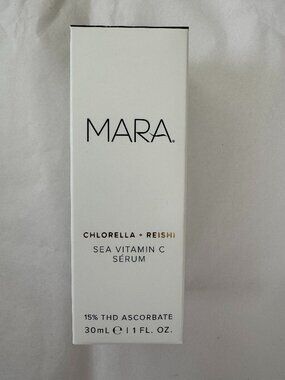 MARA®
CHLORELLA + REISHI
SEA VITAMIN C
SÉRUM
15% THD ASCORBATE
30mL ℮ | 1 FL. OZ.